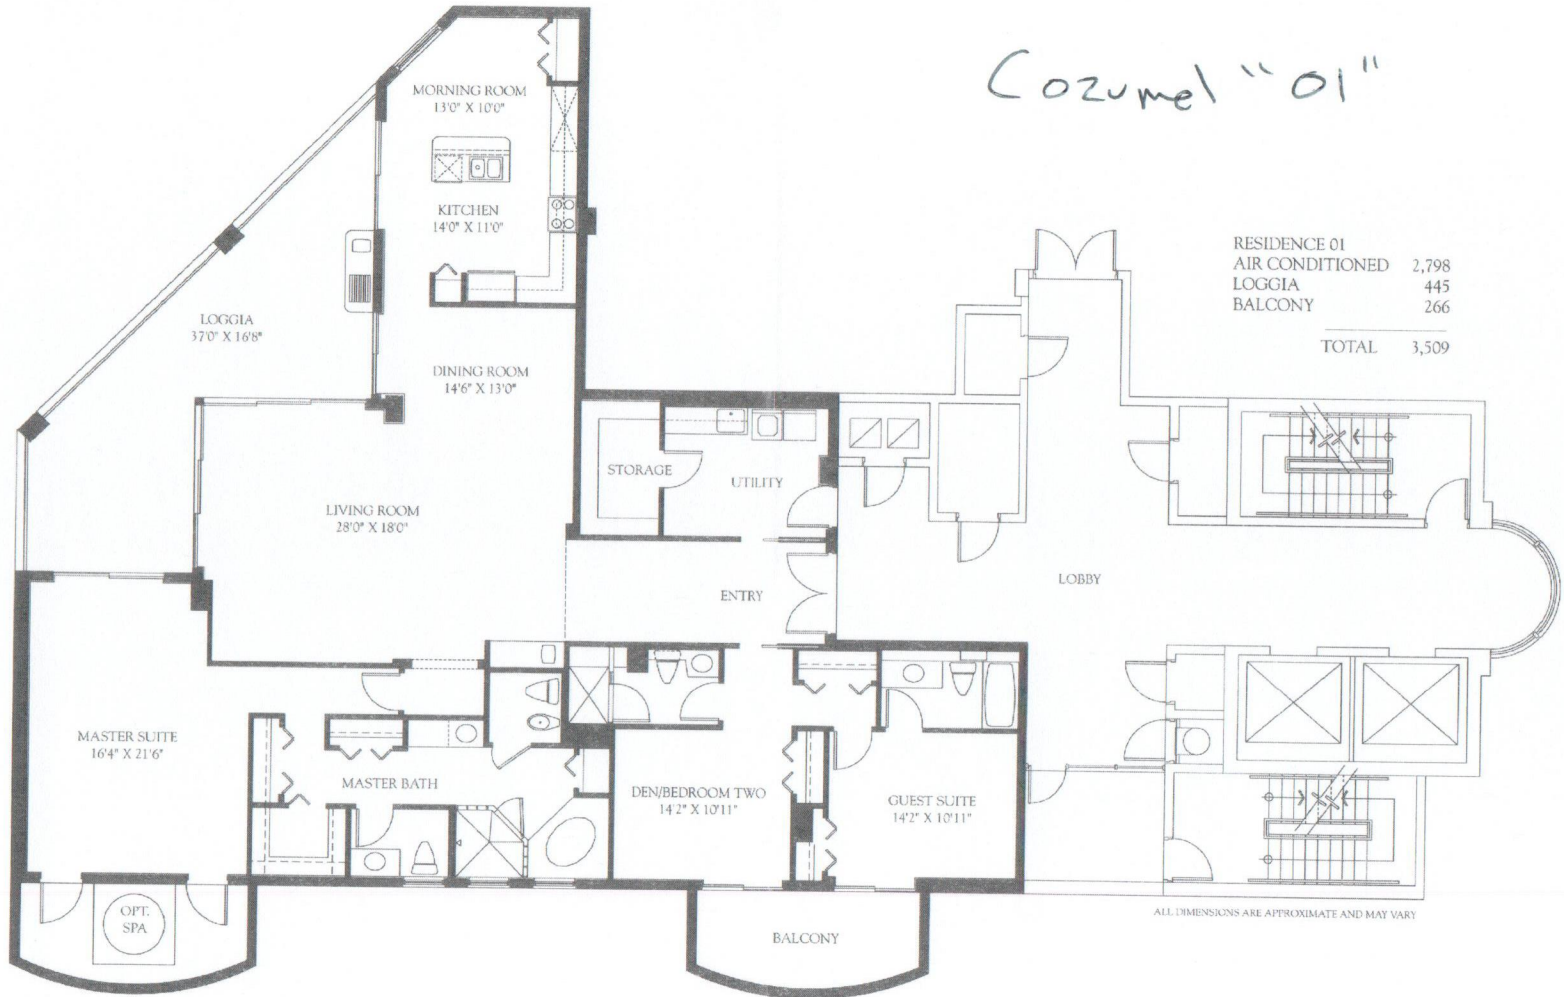 Cozumel "01"
MORNING ROOM
13'0" X 10'0"
KITCHEN
14'0" X 11'0"
RESIDENCE 01
AIR CONDITIONED 2,798
LOGGIA 445
BALCONY 266
TOTAL 3,509
LOGGIA
37'0" X 16'8"
DINING ROOM
14'6" X 13'0"
STORAGE
UTILITY
LIVING ROOM
28'0" X 18'0"
ENTRY
LOBBY
MASTER SUITE
16'4" X 21'6"
MASTER BATH
DEN/BEDROOM TWO
14'2" X 10'11"
GUEST SUITE
14'2" X 10'11"
OPT.
SPA
BALCONY
ALL DIMENSIONS ARE APPROXIMATE AND MAY VARY